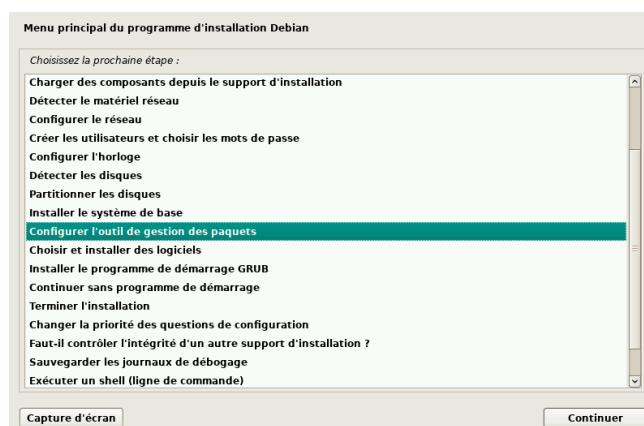 Menu principal du programme d'installation Debian
Choisissez la prochaine étape :
Charger des composants depuis le support d'installation
Détecter le matériel réseau
Configurer le réseau
Créer les utilisateurs et choisir les mots de passe
Configurer l'horloge
Détecter les disques
Partitionner les disques
Installer le système de base
Configurer l'outil de gestion des paquets
Choisir et installer des logiciels
Installer le programme de démarrage GRUB
Continuer sans programme de démarrage
Terminer l'installation
Changer la priorité des questions de configuration
Faut-il contrôler l'intégrité d'un autre support d'installation ?
Sauvegarder les journaux de débogage
Exécuter un shell (ligne de commande)
Capture d'écran
Continuer